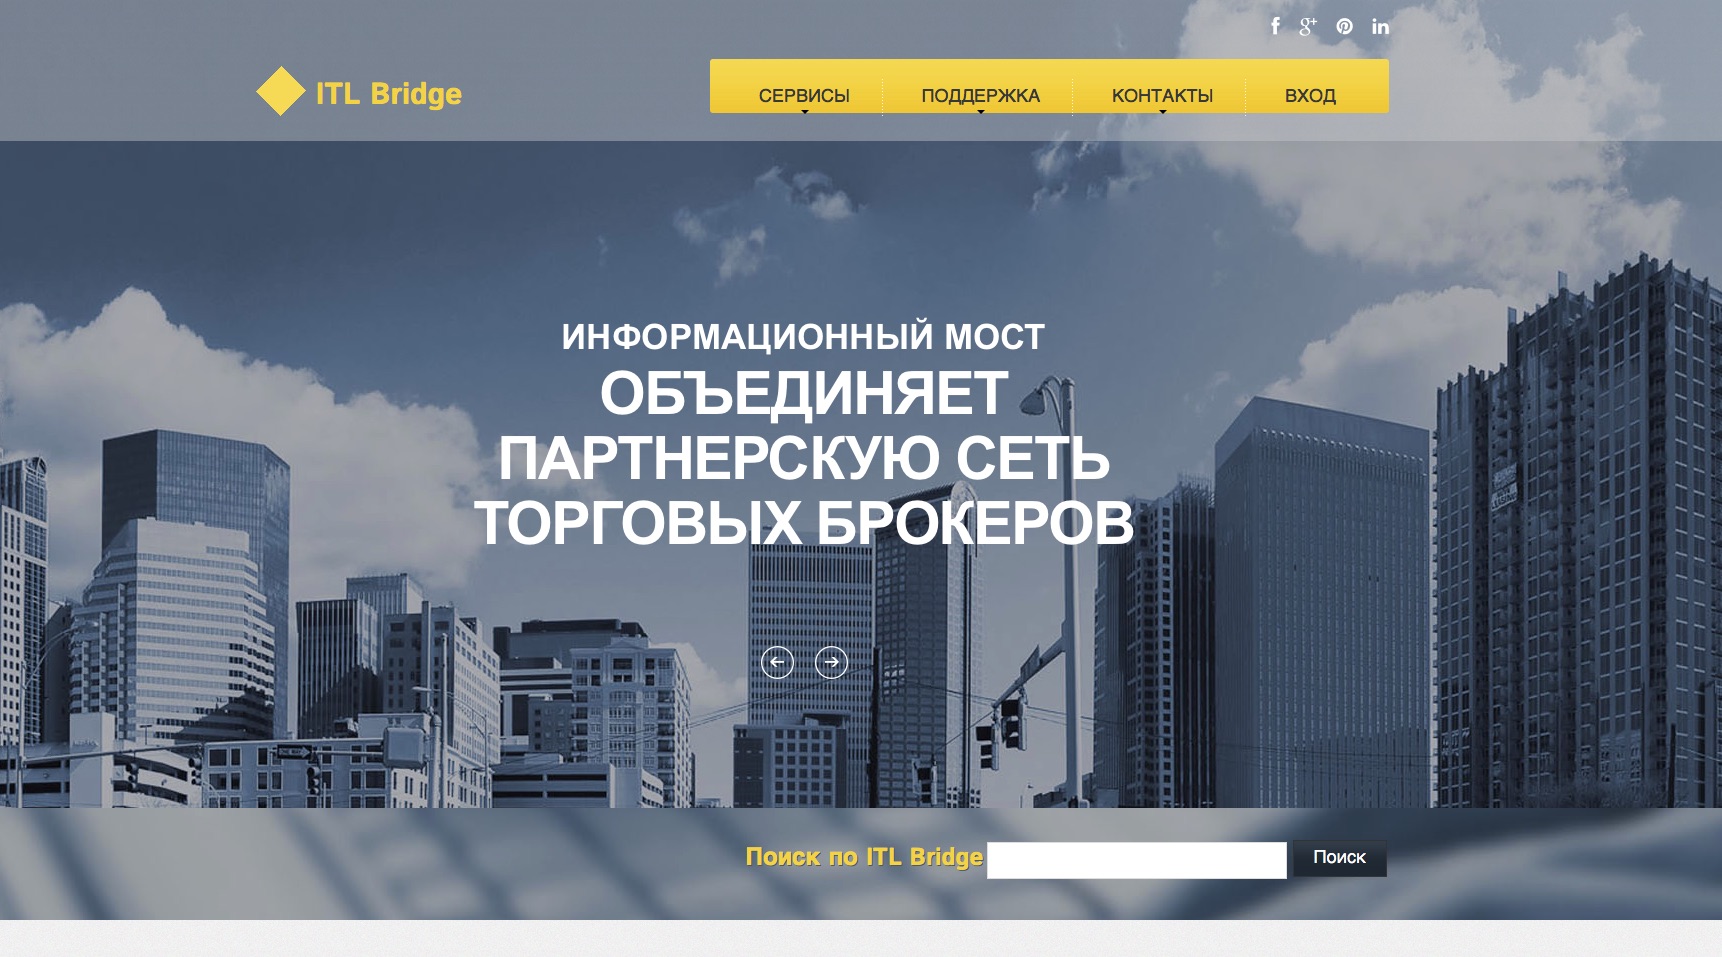 ITL Bridge
СЕРВИСЫ
ПОДДЕРЖКА
КОНТАКТЫ
ВХОД
ИНФОРМАЦИОННЫЙ МОСТ
ОБЪЕДИНЯЕТ
ПАРТНЕРСКУЮ СЕТЬ
ТОРГОВЫХ БРОКЕРОВ
Поиск по ITL Bridge
Поиск